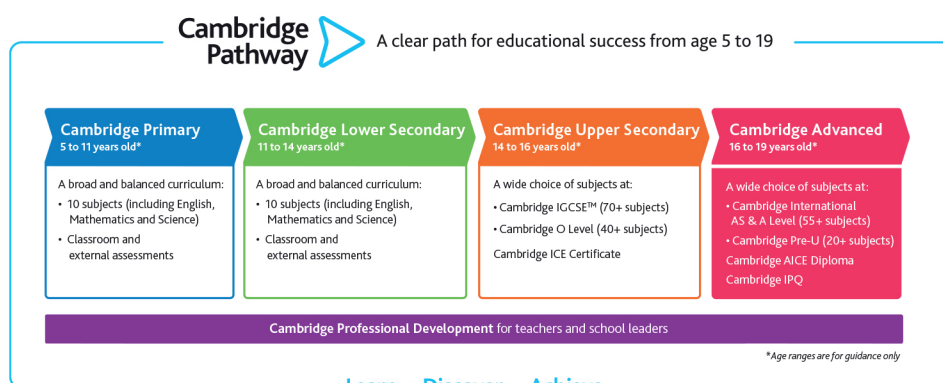 Cambridge
Pathway
A clear path for educational success from age 5 to 19
Cambridge Primary
5 to 11 years old*
A broad and balanced curriculum:
• 10 subjects (including English,
Mathematics and Science)
• Classroom and
external assessments
Cambridge Lower Secondary
11 to 14 years old*
A broad and balanced curriculum:
• 10 subjects (including English,
Mathematics and Science)
• Classroom and
external assessments
Cambridge Upper Secondary
14 to 16 years old*
A wide choice of subjects at:
• Cambridge IGCSE™ (70+ subjects)
• Cambridge O Level (40+ subjects)
Cambridge ICE Certificate
Cambridge Advanced
16 to 19 years old*
A wide choice of subjects at:
• Cambridge International
AS & A Level (55+ subjects)
• Cambridge Pre-U (20+ subjects)
Cambridge AICE Diploma
Cambridge IPQ
Cambridge Professional Development for teachers and school leaders
*Age ranges are for guidance only